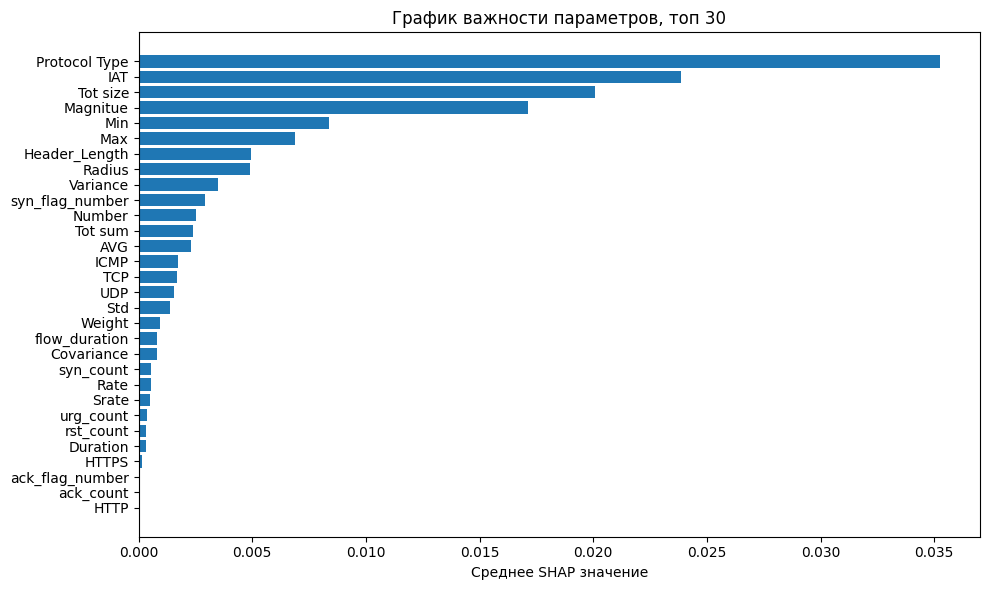 График важности параметров, топ 30
Protocol Type
IAT
Tot size
Magnitue
Min
Max
Header_Length
Radius
Variance
syn_flag_number
Number
Tot sum
AVG
ICMP
TCP
UDP
Std
Weight
flow_duration
Covariance
syn_count
Rate
Srate
urg_count
rst_count
Duration
HTTPS
ack_flag_number
ack_count
HTTP
0.000 0.005 0.010 0.015 0.020 0.025 0.030 0.035
Среднее SHAP значение